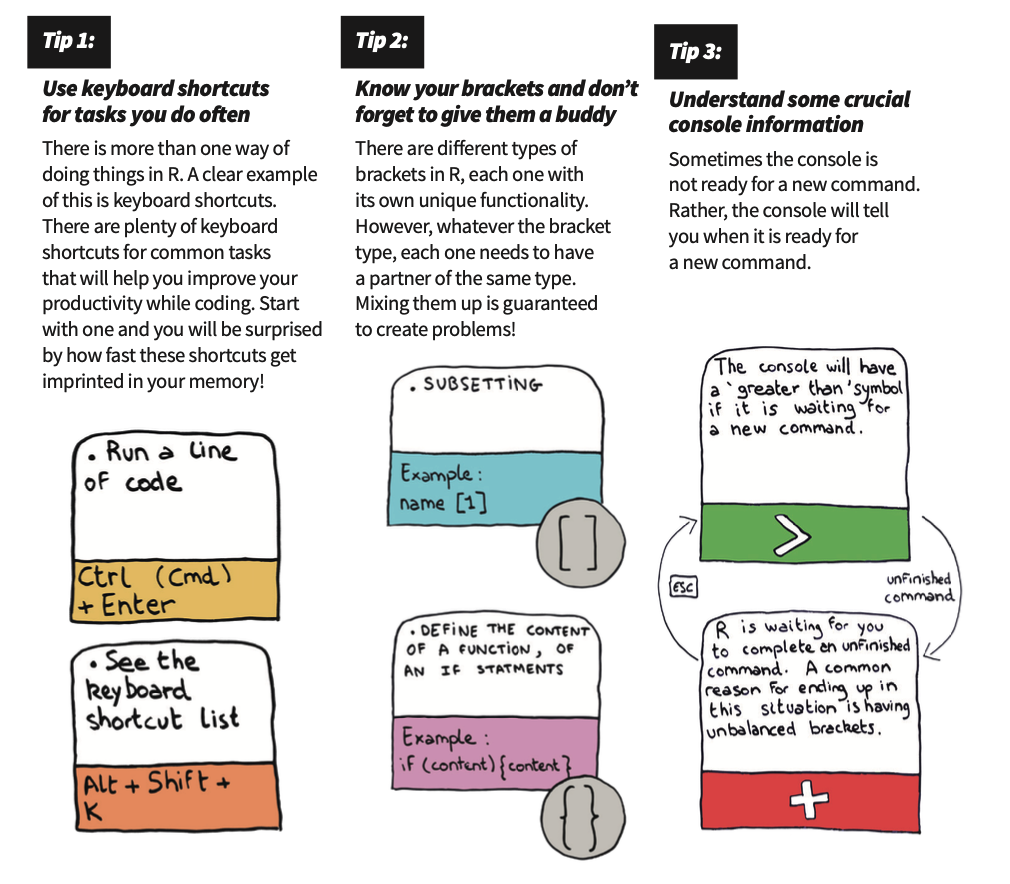 Tip 1:
Use keyboard shortcuts
for tasks you do often
There is more than one way of
doing things in R. A clear example
of this is keyboard shortcuts.
There are plenty of keyboard
shortcuts for common tasks
that will help you improve your
productivity while coding. Start
with one and you will be surprised
by how fast these shortcuts get
imprinted in your memory!
• Run a line
of code
Ctrl (Cmd)
+ Enter
• See the
keyboard
shortcut list
Alt + Shift +
K
Tip 2:
Know your brackets and don't
forget to give them a buddy
There are different types of
brackets in R, each one with
its own unique functionality.
However, whatever the bracket
type, each one needs to have
a partner of the same type.
Mixing them up is guaranteed
to create problems!
• SUBSETTING
Example:
name [1]
[ ]
• DEFINE THE CONTENT
OF A FUNCTION, OF
AN IF STATMENTS
Example:
if (content) {content}
{ }
Tip 3:
Understand some crucial
console information
Sometimes the console is
not ready for a new command.
Rather, the console will tell
you when it is ready for
a new command.
The console will have
a 'greater than' symbol
if it is waiting for
a new command.
>
ESC
unfinished
command
R is waiting for you
to complete an unfinished
command. A common
reason for ending up in
this situation is having
unbalanced brackets.
+